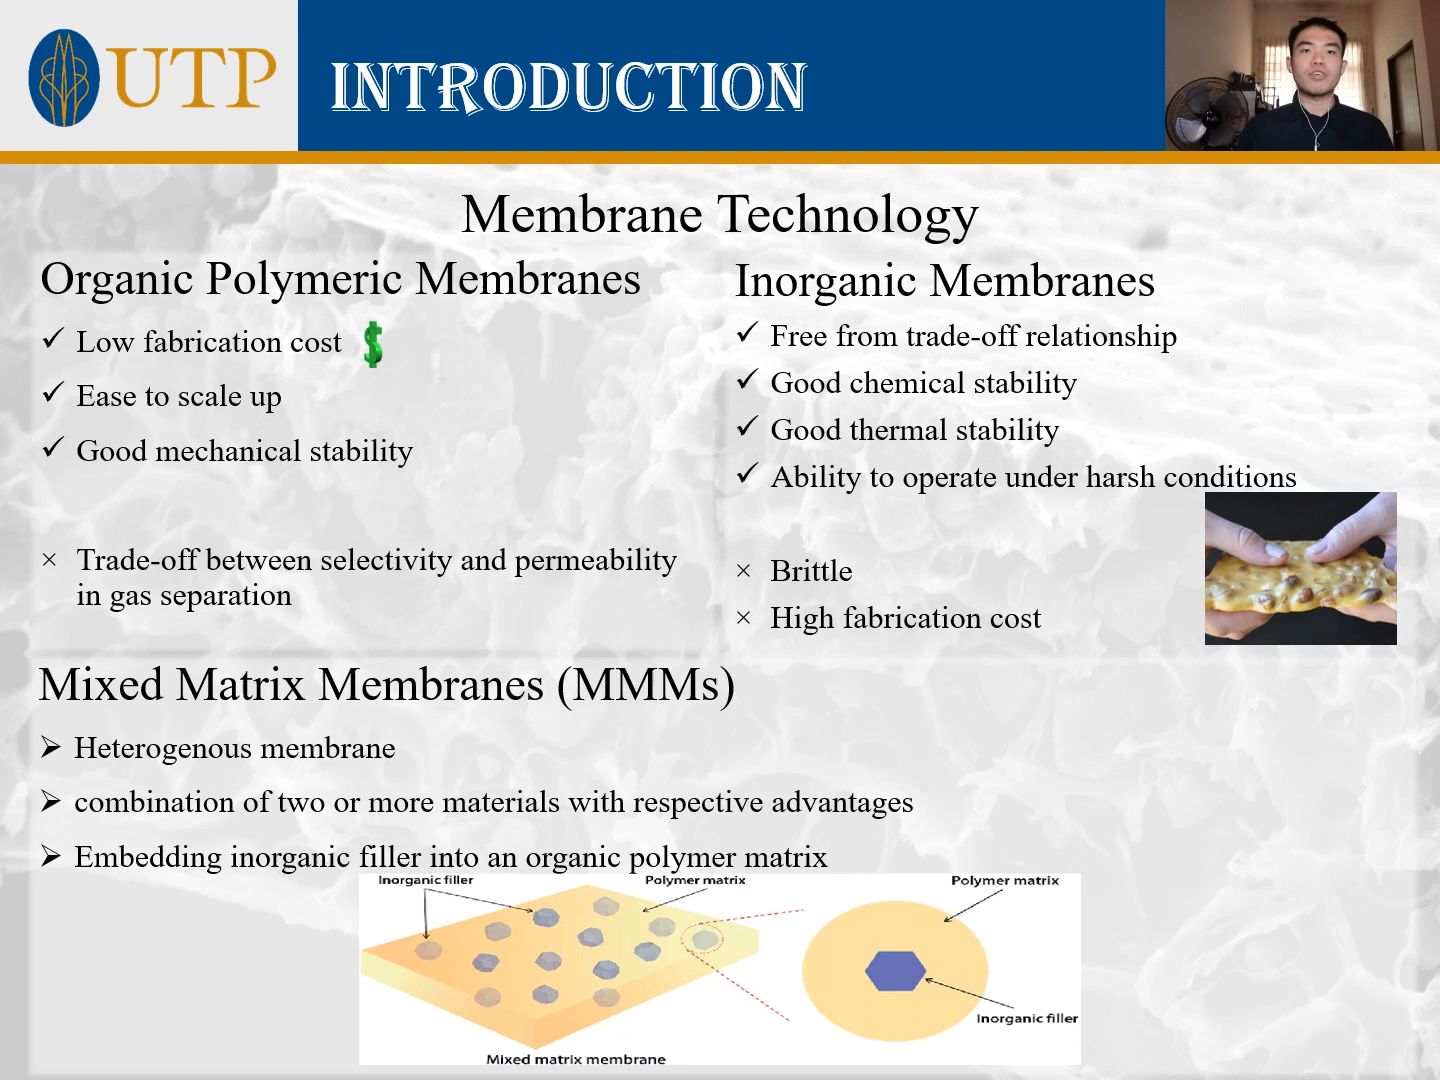 UTP
INTRODUCTION
Membrane Technology
Organic Polymeric Membranes
✓ Low fabrication cost
✓ Ease to scale up
✓ Good mechanical stability
× Trade-off between selectivity and permeability
in gas separation
Inorganic Membranes
✓ Free from trade-off relationship
✓ Good chemical stability
✓ Good thermal stability
✓ Ability to operate under harsh conditions
× Brittle
× High fabrication cost
Mixed Matrix Membranes (MMMs)
➢ Heterogenous membrane
➢ combination of two or more materials with respective advantages
➢ Embedding inorganic filler into an organic polymer matrix
Inorganic filler
Polymer matrix
Polymer matrix
Inorganic filler
Mixed matrix membrane